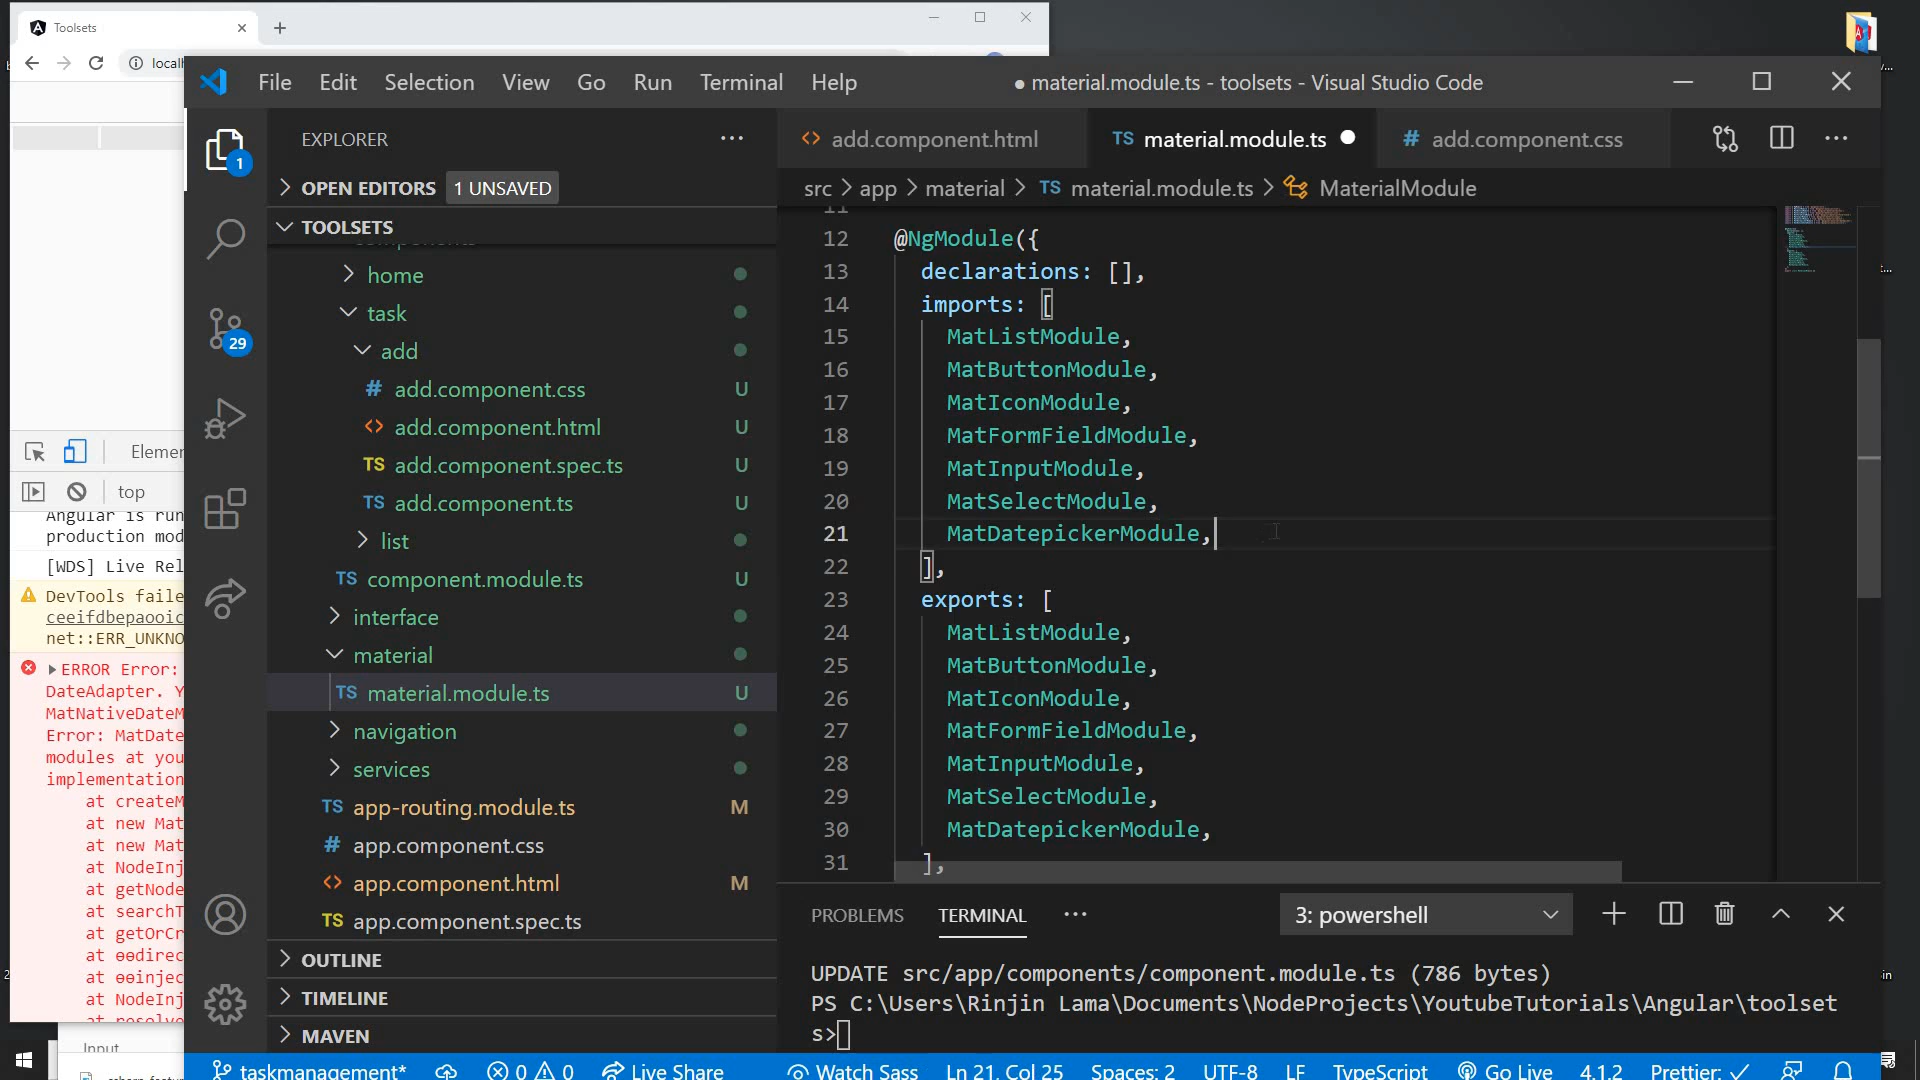 Toolsets
localh
File Edit Selection View Go Run Terminal Help
● material.module.ts - toolsets - Visual Studio Code
EXPLORER
OPEN EDITORS 1 UNSAVED
TOOLSETS
components
home
task
add
# add.component.css U
<> add.component.html U
TS add.component.spec.ts U
TS add.component.ts U
list
TS component.module.ts U
interface
material
TS material.module.ts U
navigation
services
TS app-routing.module.ts M
# app.component.css
<> app.component.html M
TS app.component.spec.ts
OUTLINE
TIMELINE
MAVEN
1
29
<> add.component.html
TS material.module.ts ●
# add.component.css
src > app > material > TS material.module.ts > MaterialModule
11
12 @NgModule({
13 declarations: [],
14 imports: [
15 MatListModule,
16 MatButtonModule,
17 MatIconModule,
18 MatFormFieldModule,
19 MatInputModule,
20 MatSelectModule,
21 MatDatepickerModule,
22 ],
23 exports: [
24 MatListModule,
25 MatButtonModule,
26 MatIconModule,
27 MatFormFieldModule,
28 MatInputModule,
29 MatSelectModule,
30 MatDatepickerModule,
31 ],
PROBLEMS TERMINAL ··· 3: powershell
UPDATE src/app/components/component.module.ts (786 bytes)
PS C:\Users\Rinjin Lama\Documents\NodeProjects\YoutubeTutorials\Angular\toolset
s>
taskmanagement* 0 0 Live Share Watch Sass Ln 21, Col 25 Spaces: 2 UTF-8 LF TypeScript Go Live 4.1.2 Prettier: ✓
Elemen
top
Angular is run
production mod
[WDS] Live Rel
DevTools faile
ceeifdbepaooic
net::ERR_UNKNO
ERROR Error:
DateAdapter. Y
MatNativeDateM
Error: MatDate
modules at you
implementation
at createM
at new Mat
at new Mat
at NodeInj
at getNode
at searchT
at getOrCr
at ɵɵdirec
at ɵɵinjec
at NodeInj
at resolve
Input